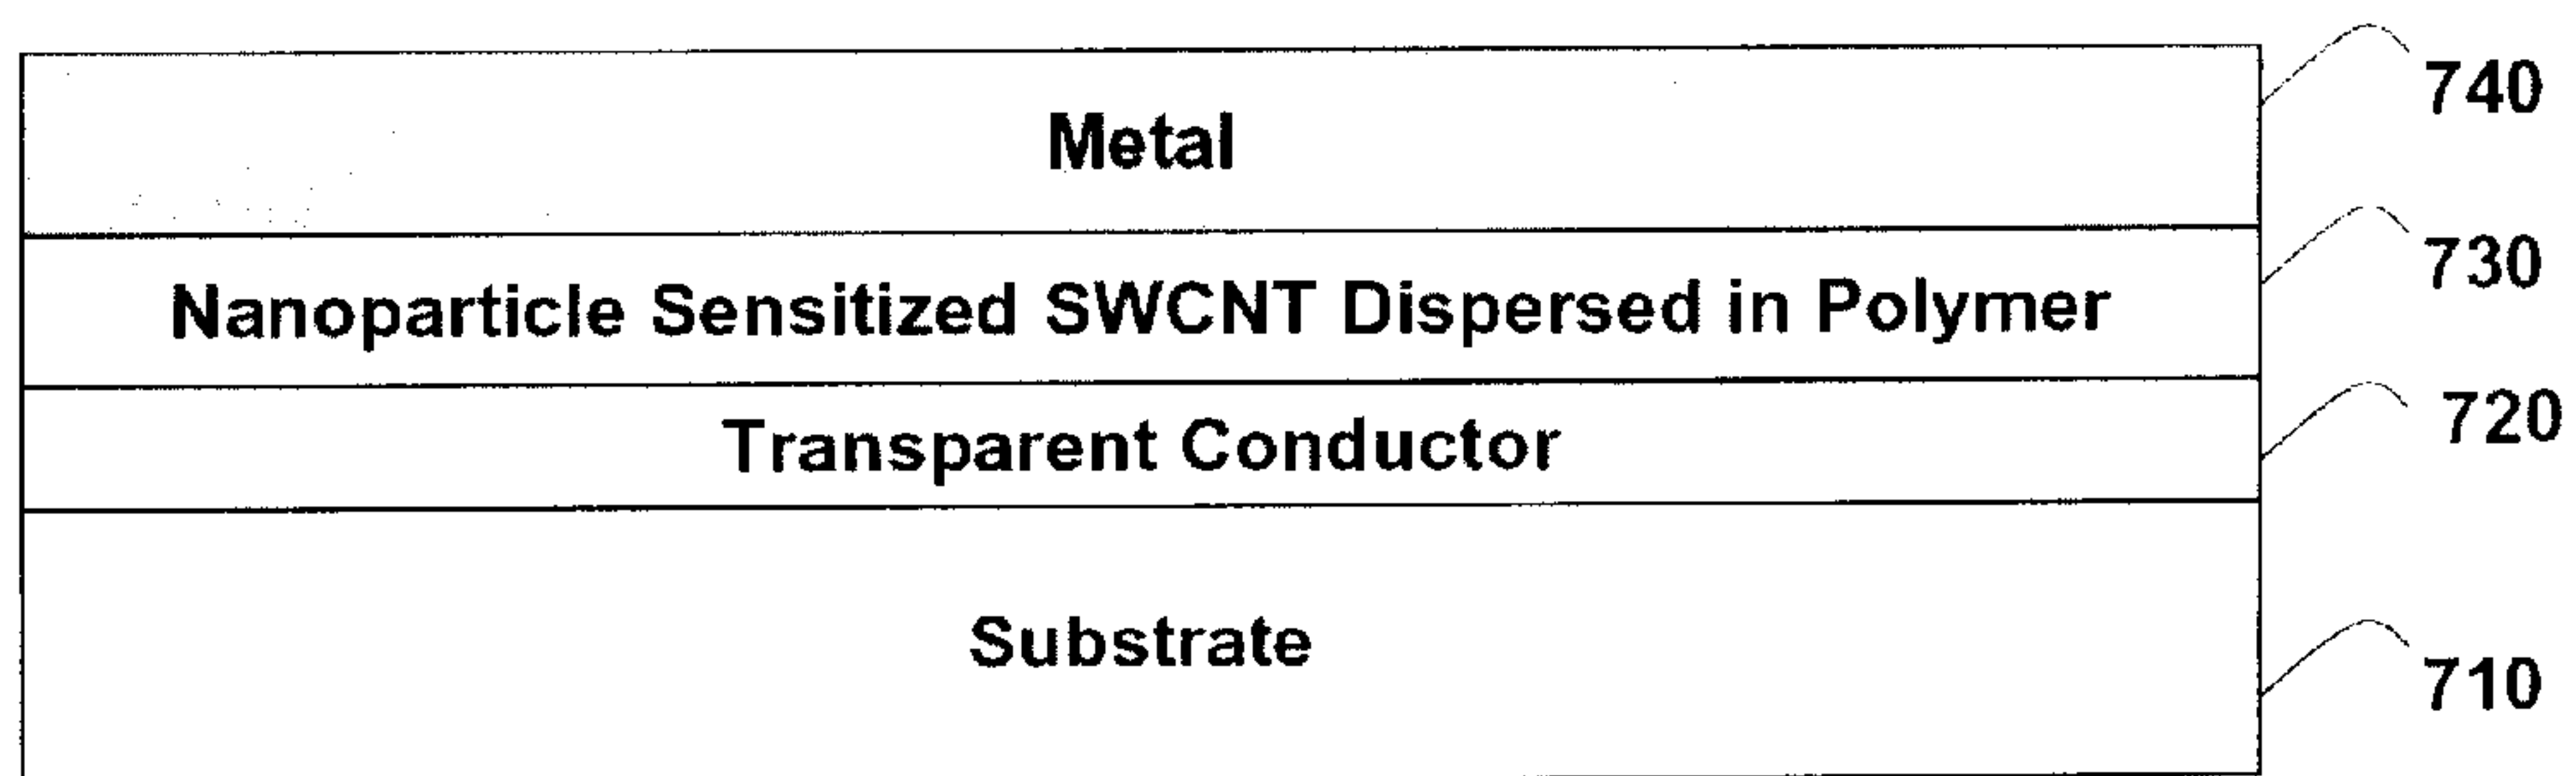 Metal
740
Nanoparticle Sensitized SWCNT Dispersed in Polymer
730
Transparent Conductor
720
Substrate
710